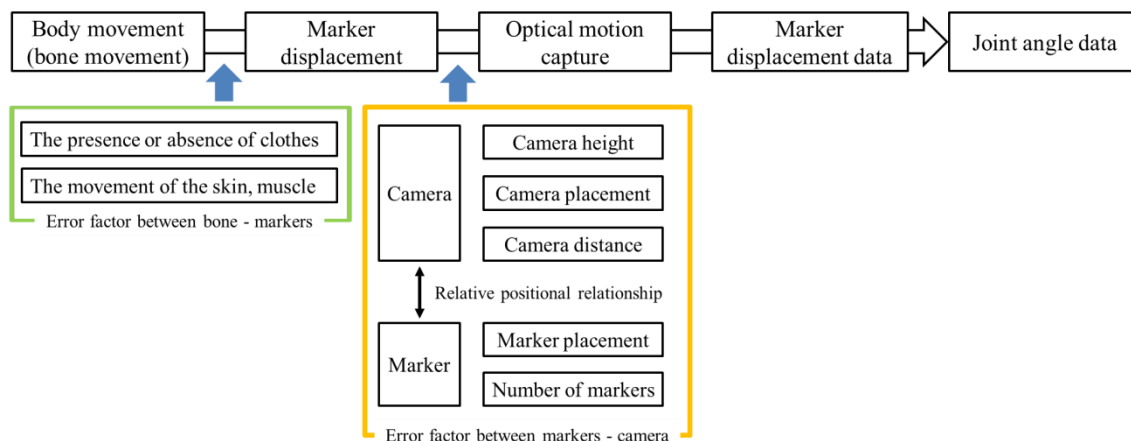 Body movement
(bone movement)
Marker
displacement
Optical motion
capture
Marker
displacement data
Joint angle data
The presence or absence of clothes
The movement of the skin, muscle
Error factor between bone - markers
Camera
Camera height
Camera placement
Camera distance
Relative positional relationship
Marker
Marker placement
Number of markers
Error factor between markers - camera